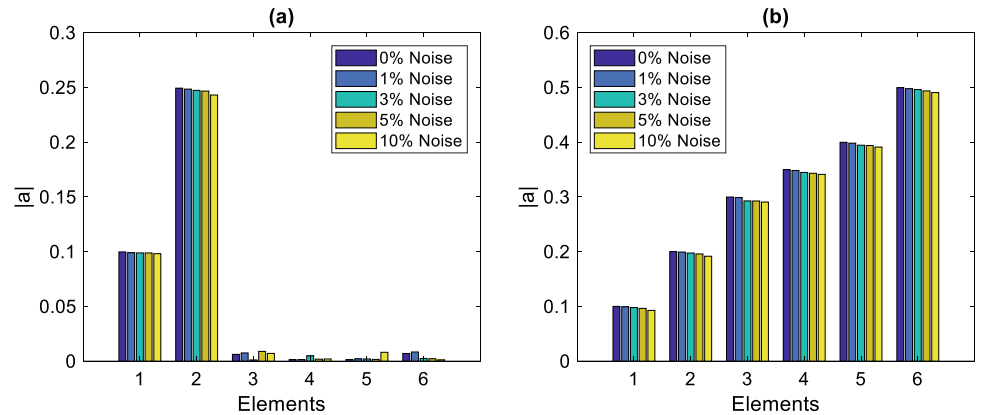 (a)
0.3
0.25
0.2
0.15
0.1
0.05
0
|a|
0% Noise
1% Noise
3% Noise
5% Noise
10% Noise
1 2 3 4 5 6
Elements
(b)
0.6
0.5
0.4
0.3
0.2
0.1
0
|a|
0% Noise
1% Noise
3% Noise
5% Noise
10% Noise
1 2 3 4 5 6
Elements